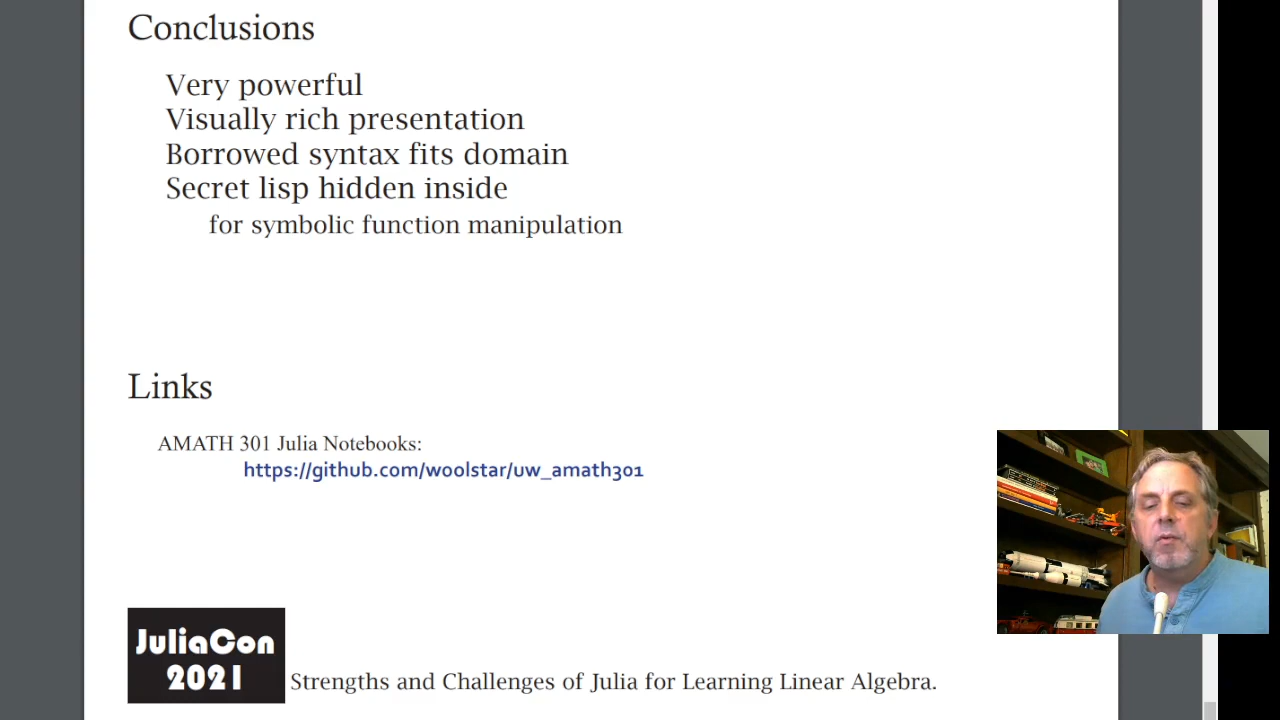 Conclusions
Very powerful
Visually rich presentation
Borrowed syntax fits domain
Secret lisp hidden inside
for symbolic function manipulation
Links
AMATH 301 Julia Notebooks:
https://github.com/woolstar/uw_amath301
JuliaCon
2021
Strengths and Challenges of Julia for Learning Linear Algebra.